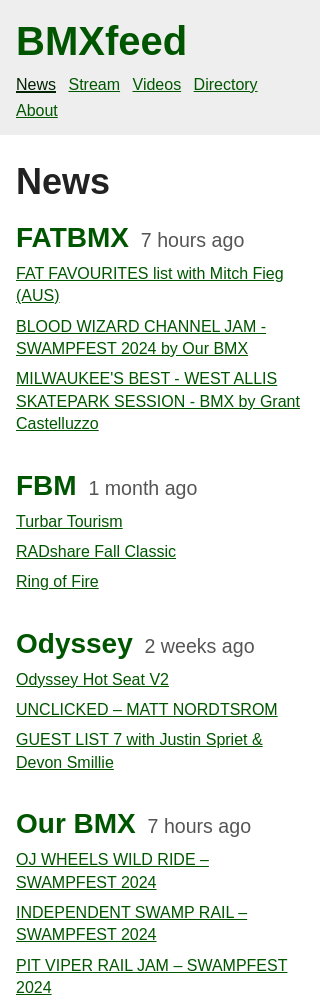 BMXfeed
News Stream Videos Directory
About
News
FATBMX 7 hours ago
FAT FAVOURITES list with Mitch Fieg
(AUS)
BLOOD WIZARD CHANNEL JAM -
SWAMPFEST 2024 by Our BMX
MILWAUKEE'S BEST - WEST ALLIS
SKATEPARK SESSION - BMX by Grant
Castelluzzo
FBM 1 month ago
Turbar Tourism
RADshare Fall Classic
Ring of Fire
Odyssey 2 weeks ago
Odyssey Hot Seat V2
UNCLICKED – MATT NORDTSROM
GUEST LIST 7 with Justin Spriet &
Devon Smillie
Our BMX 7 hours ago
OJ WHEELS WILD RIDE –
SWAMPFEST 2024
INDEPENDENT SWAMP RAIL –
SWAMPFEST 2024
PIT VIPER RAIL JAM – SWAMPFEST
2024